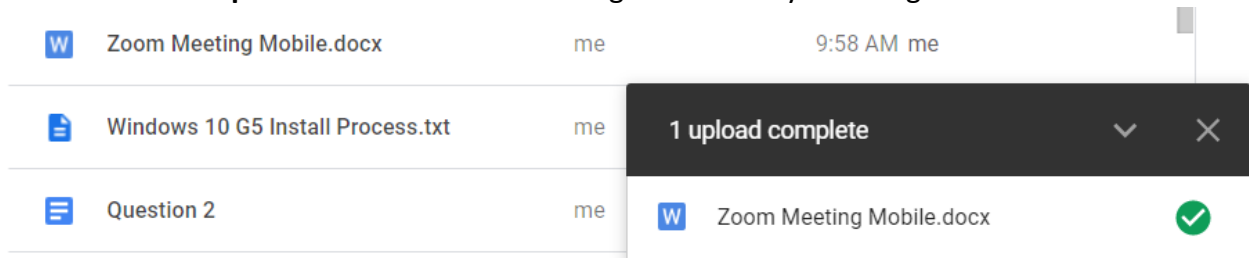 Zoom Meeting Mobile.docx me 9:58 AM me
Windows 10 G5 Install Process.txt me
Question 2 me
1 upload complete
W Zoom Meeting Mobile.docx